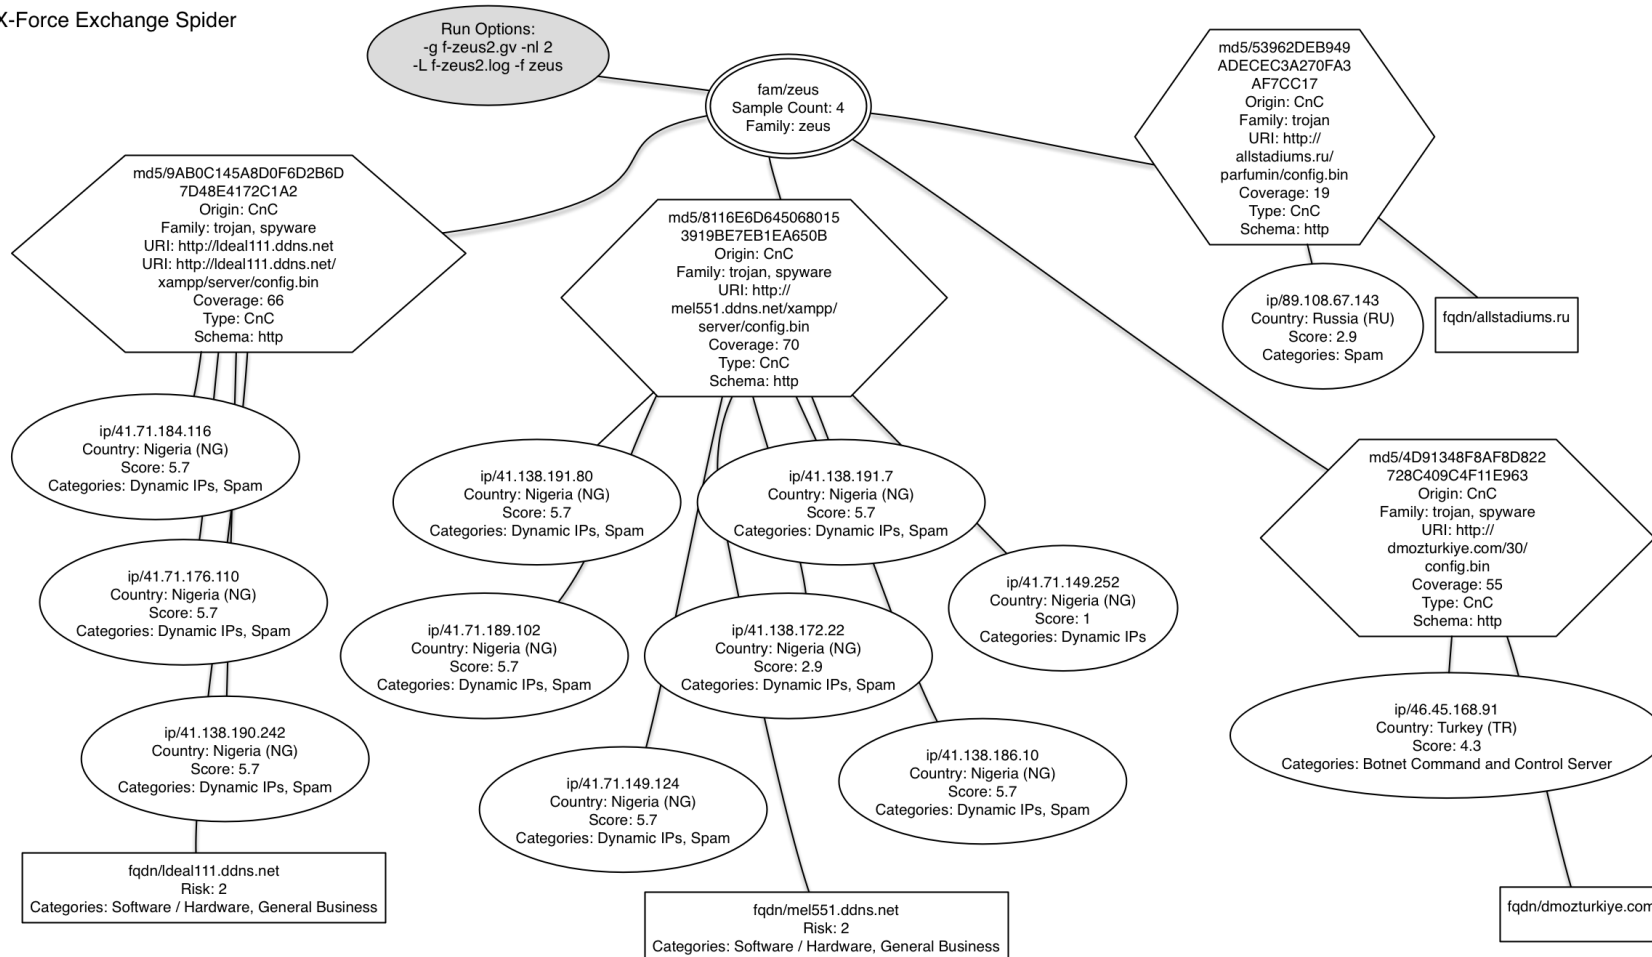 X-Force Exchange Spider
Run Options:
-g f-zeus2.gv -nl 2
-L f-zeus2.log -f zeus
fam/zeus
Sample Count: 4
Family: zeus
md5/53962DEB949
ADECEC3A270FA3
AF7CC17
Origin: CnC
Family: trojan
URI: http://
allstadiums.ru/
parfumin/config.bin
Coverage: 19
Type: CnC
Schema: http
md5/9AB0C145A8D0F6D2B6D
7D48E4172C1A2
Origin: CnC
Family: trojan, spyware
URI: http://ldeal111.ddns.net
URI: http://ldeal111.ddns.net/
xampp/server/config.bin
Coverage: 66
Type: CnC
Schema: http
md5/8116E6D645068015
3919BE7EB1EA650B
Origin: CnC
Family: trojan, spyware
URI: http://
mel551.ddns.net/xampp/
server/config.bin
Coverage: 70
Type: CnC
Schema: http
ip/89.108.67.143
Country: Russia (RU)
Score: 2.9
Categories: Spam
fqdn/allstadiums.ru
ip/41.71.184.116
Country: Nigeria (NG)
Score: 5.7
Categories: Dynamic IPs, Spam
ip/41.138.191.80
Country: Nigeria (NG)
Score: 5.7
Categories: Dynamic IPs, Spam
ip/41.138.191.7
Country: Nigeria (NG)
Score: 5.7
Categories: Dynamic IPs, Spam
md5/4D91348F8AF8D822
728C409C4F11E963
Origin: CnC
Family: trojan, spyware
URI: http://
dmozturkiye.com/30/
config.bin
Coverage: 55
Type: CnC
Schema: http
ip/41.71.176.110
Country: Nigeria (NG)
Score: 5.7
Categories: Dynamic IPs, Spam
ip/41.71.189.102
Country: Nigeria (NG)
Score: 5.7
Categories: Dynamic IPs, Spam
ip/41.138.172.22
Country: Nigeria (NG)
Score: 2.9
Categories: Dynamic IPs, Spam
ip/41.71.149.252
Country: Nigeria (NG)
Score: 1
Categories: Dynamic IPs
ip/41.138.190.242
Country: Nigeria (NG)
Score: 5.7
Categories: Dynamic IPs, Spam
ip/41.71.149.124
Country: Nigeria (NG)
Score: 5.7
Categories: Dynamic IPs, Spam
ip/41.138.186.10
Country: Nigeria (NG)
Score: 5.7
Categories: Dynamic IPs, Spam
ip/46.45.168.91
Country: Turkey (TR)
Score: 4.3
Categories: Botnet Command and Control Server
fqdn/ldeal111.ddns.net
Risk: 2
Categories: Software / Hardware, General Business
fqdn/mel551.ddns.net
Risk: 2
Categories: Software / Hardware, General Business
fqdn/dmozturkiye.com